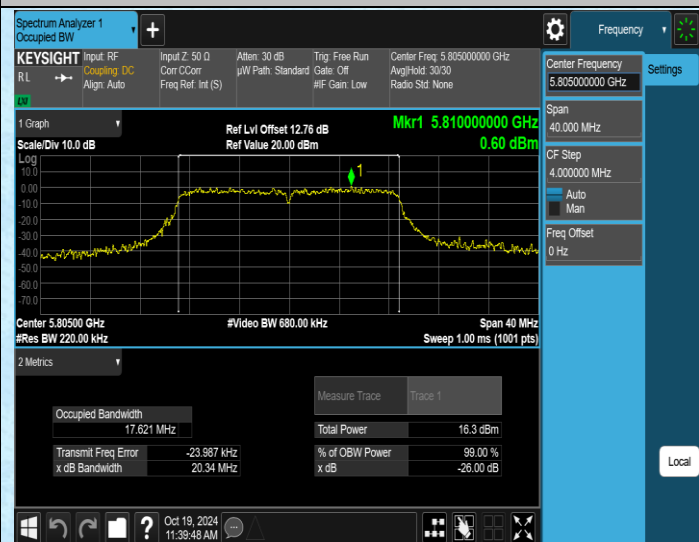 Spectrum Analyzer 1
Occupied BW
+
Frequency
KEYSIGHT
RL
LXI
Input: RF
Coupling: DC
Align: Auto
Input Z: 50 Ω
Corr CCorr
Freq Ref: Int (S)
Atten: 30 dB
µW Path: Standard
Trig: Free Run
Gate: Off
#IF Gain: Low
Center Freq: 5.805000000 GHz
Avg|Hold: 30/30
Radio Std: None
Center Frequency
5.805000000 GHz
Settings
Span
40.000 MHz
CF Step
4.000000 MHz
Auto
Man
Freq Offset
0 Hz
Local
1 Graph
Scale/Div 10.0 dB
Ref Lvl Offset 12.76 dB
Ref Value 20.00 dBm
Mkr1 5.810000000 GHz
0.60 dBm
Log
10.0
0.00
-10.0
-20.0
-30.0
-40.0
-50.0
-60.0
-70.0
1
Center 5.80500 GHz
#Res BW 220.00 kHz
#Video BW 680.00 kHz
Span 40 MHz
Sweep 1.00 ms (1001 pts)
2 Metrics
Measure Trace
Trace 1
Occupied Bandwidth
17.621 MHz
Total Power
16.3 dBm
Transmit Freq Error
-23.987 kHz
% of OBW Power
99.00 %
x dB Bandwidth
20.34 MHz
x dB
-26.00 dB
?
Oct 19, 2024
11:39:48 AM